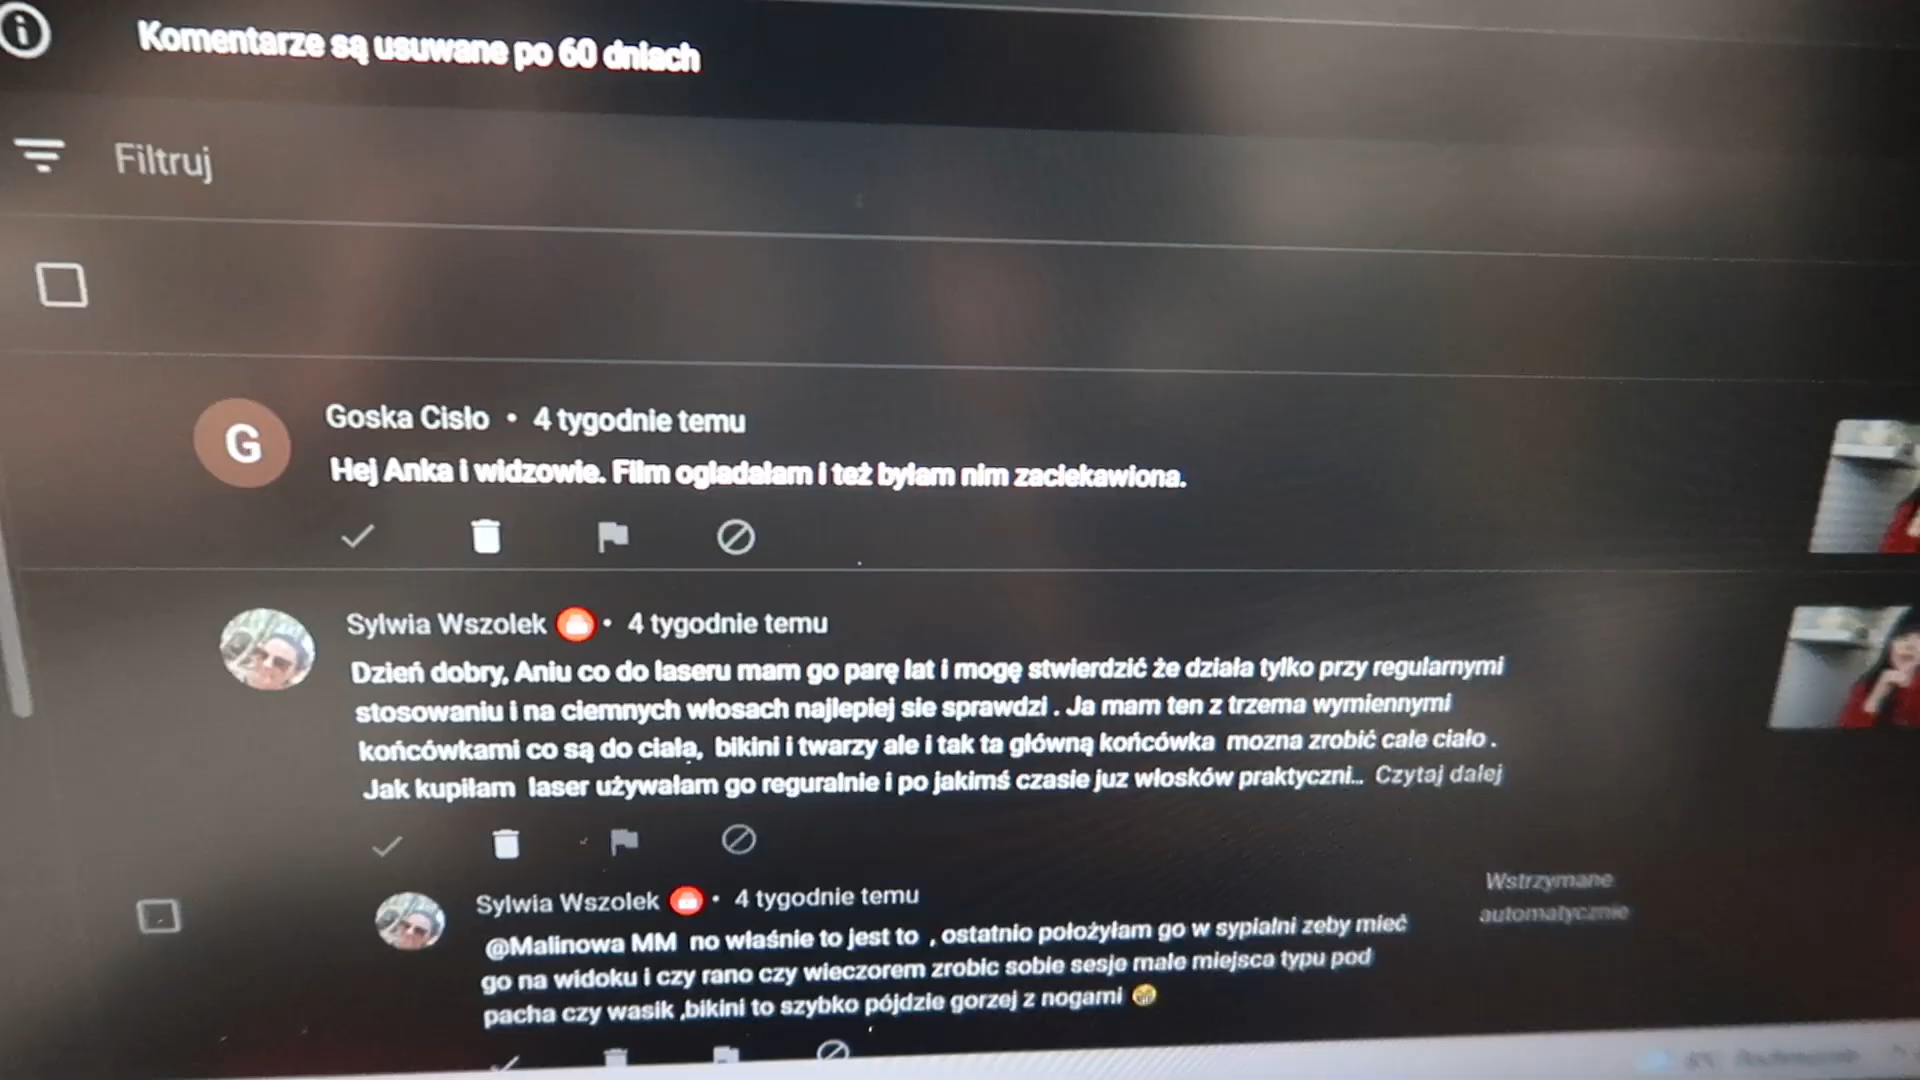 Komentarze są usuwane po 60 dniach
Filtruj
G
Goska Cisło • 4 tygodnie temu
Hej Anka i widzowie. Film ogladałam i też byłam nim zaciekawiona.
Sylwia Wszolek • 4 tygodnie temu
Dzień dobry, Aniu co do laseru mam go parę lat i mogę stwierdzić że działa tylko przy regularnymi
stosowaniu i na ciemnych włosach najlepiej sie sprawdzi . Ja mam ten z trzema wymiennymi
końcówkami co są do ciała, bikini i twarzy ale i tak ta główną końcówka mozna zrobić cale ciało .
Jak kupiłam laser używałam go reguralnie i po jakimś czasie juz włosków praktyczni... Czytaj dalej
Sylwia Wszolek • 4 tygodnie temu
Wstrzymane
automatycznie
@Malinowa MM no właśnie to jest to , ostatnio położyłam go w sypialni zeby mieć
go na widoku i czy rano czy wieczorem zrobic sobie sesje male miejsca typu pod
pacha czy wasik ,bikini to szybko pójdzie gorzej z nogami